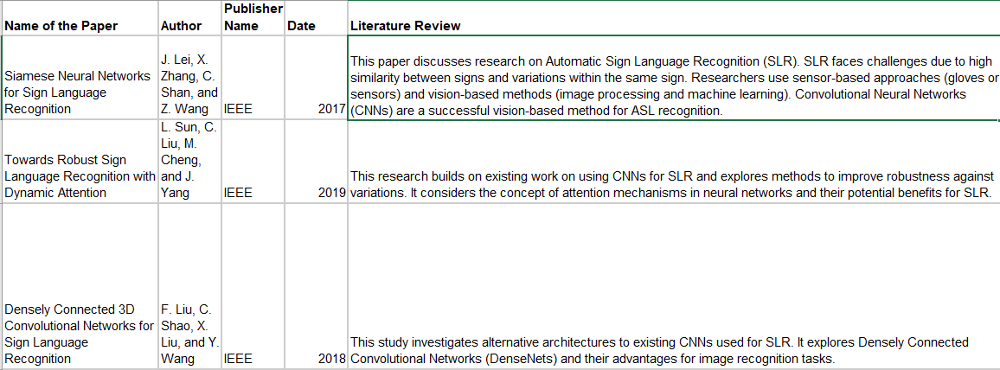 Name of the Paper
Author
Publisher
Name
Date
Literature Review
Siamese Neural Networks
for Sign Language
Recognition
J. Lei, X.
Zhang, C.
Shan, and
Z. Wang
IEEE
2017
This paper discusses research on Automatic Sign Language Recognition (SLR). SLR faces challenges due to high
similarity between signs and variations within the same sign. Researchers use sensor-based approaches (gloves or
sensors) and vision-based methods (image processing and machine learning). Convolutional Neural Networks
(CNNs) are a successful vision-based method for ASL recognition.
Towards Robust Sign
Language Recognition with
Dynamic Attention
L. Sun, C.
Liu, M.
Cheng,
and J.
Yang
IEEE
2019
This research builds on existing work on using CNNs for SLR and explores methods to improve robustness against
variations. It considers the concept of attention mechanisms in neural networks and their potential benefits for SLR.
Densely Connected 3D
Convolutional Networks for
Sign Language
Recognition
F. Liu, C.
Shao, X.
Liu, and Y.
Wang
IEEE
2018
This study investigates alternative architectures to existing CNNs used for SLR. It explores Densely Connected
Convolutional Networks (DenseNets) and their advantages for image recognition tasks.